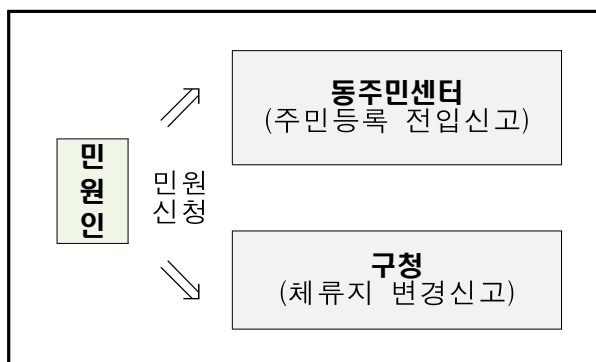 민
원
인
민원
신청
동주민센터
(주민등록 전입신고)
구청
(체류지 변경신고)